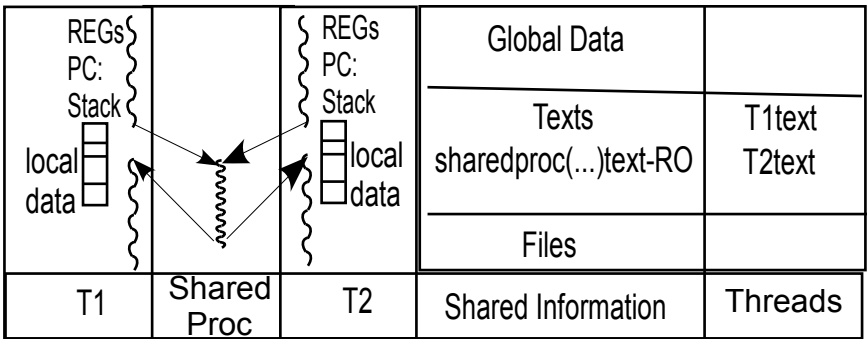 REGs
PC:
Stack
local
data
REGs
PC:
Stack
local
data
Global Data
Texts
T1text
sharedproc(...)text-RO
T2text
Files
T1
Shared
Proc
T2
Shared Information
Threads